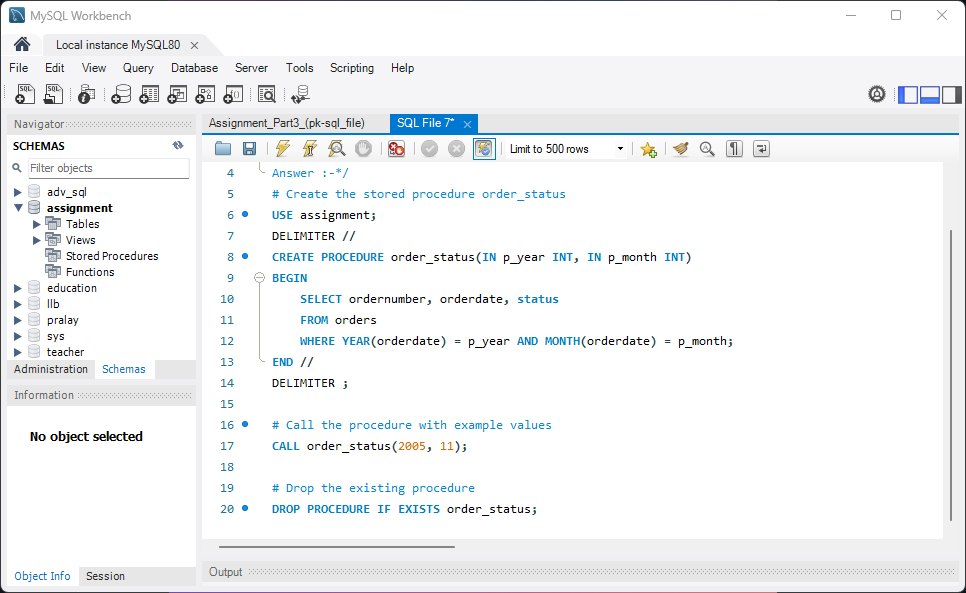 MySQL Workbench
Local instance MySQL80
File Edit View Query Database Server Tools Scripting Help
Navigator
SCHEMAS
Filter objects
adv_sql
assignment
Tables
Views
Stored Procedures
Functions
education
llb
pralay
sys
teacher
Administration Schemas
Information
No object selected
Object Info Session
Assignment_Part3_(pk-sql_file) SQL File 7*
Limit to 500 rows
4 Answer :-*/
5 # Create the stored procedure order_status
6 USE assignment;
7 DELIMITER //
8 CREATE PROCEDURE order_status(IN p_year INT, IN p_month INT)
9 BEGIN
10 SELECT ordernumber, orderdate, status
11 FROM orders
12 WHERE YEAR(orderdate) = p_year AND MONTH(orderdate) = p_month;
13 END //
14 DELIMITER ;
15
16 # Call the procedure with example values
17 CALL order_status(2005, 11);
18
19 # Drop the existing procedure
20 DROP PROCEDURE IF EXISTS order_status;
Output